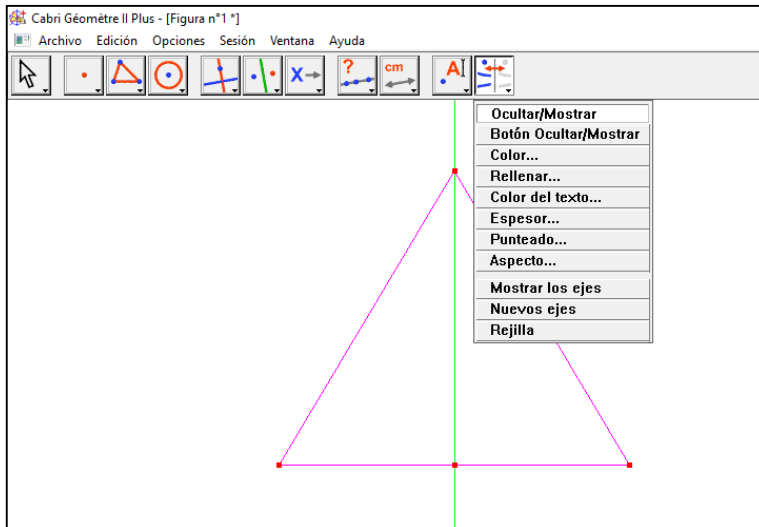 Cabri Géomètre II Plus - [Figura n°1 *]
Archivo Edición Opciones Sesión Ventana Ayuda
X ? cm A
Ocultar/Mostrar
Botón Ocultar/Mostrar
Color...
Rellenar...
Color del texto...
Espesor...
Punteado...
Aspecto...
Mostrar los ejes
Nuevos ejes
Rejilla